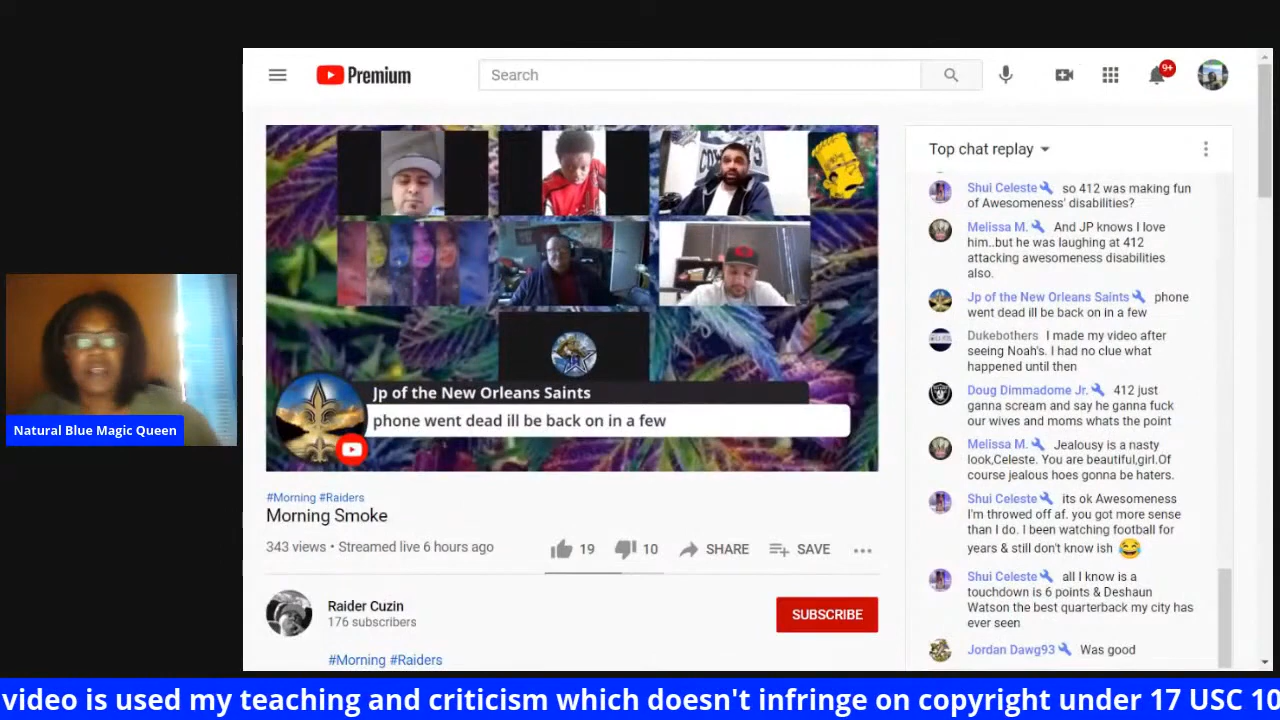 Premium
Search
9+
COWBOYS
Jp of the New Orleans Saints
phone went dead ill be back on in a few
#Morning #Raiders
Morning Smoke
343 views • Streamed live 6 hours ago
19
10
SHARE
SAVE
Raider Cuzin
176 subscribers
SUBSCRIBE
#Morning #Raiders
Top chat replay
Shui Celeste so 412 was making fun
of Awesomeness' disabilities?
Melissa M. And JP knows I love
him..but he was laughing at 412
attacking awesomeness disabilities
also.
Jp of the New Orleans Saints phone
went dead ill be back on in a few
Dukebothers I made my video after
seeing Noah's. I had no clue what
happened until then
Doug Dimmadome Jr. 412 just
ganna scream and say he ganna fuck
our wives and moms whats the point
Melissa M. Jealousy is a nasty
look,Celeste. You are beautiful,girl.Of
course jealous hoes gonna be haters.
Shui Celeste its ok Awesomeness
I'm throwed off af. you got more sense
than I do. I been watching football for
years & still don't know ish 😂
Shui Celeste all I know is a
touchdown is 6 points & Deshaun
Watson the best quarterback my city has
ever seen
Jordan Dawg93 Was good
Natural Blue Magic Queen
video is used my teaching and criticism which doesn't infringe on copyright under 17 USC 10